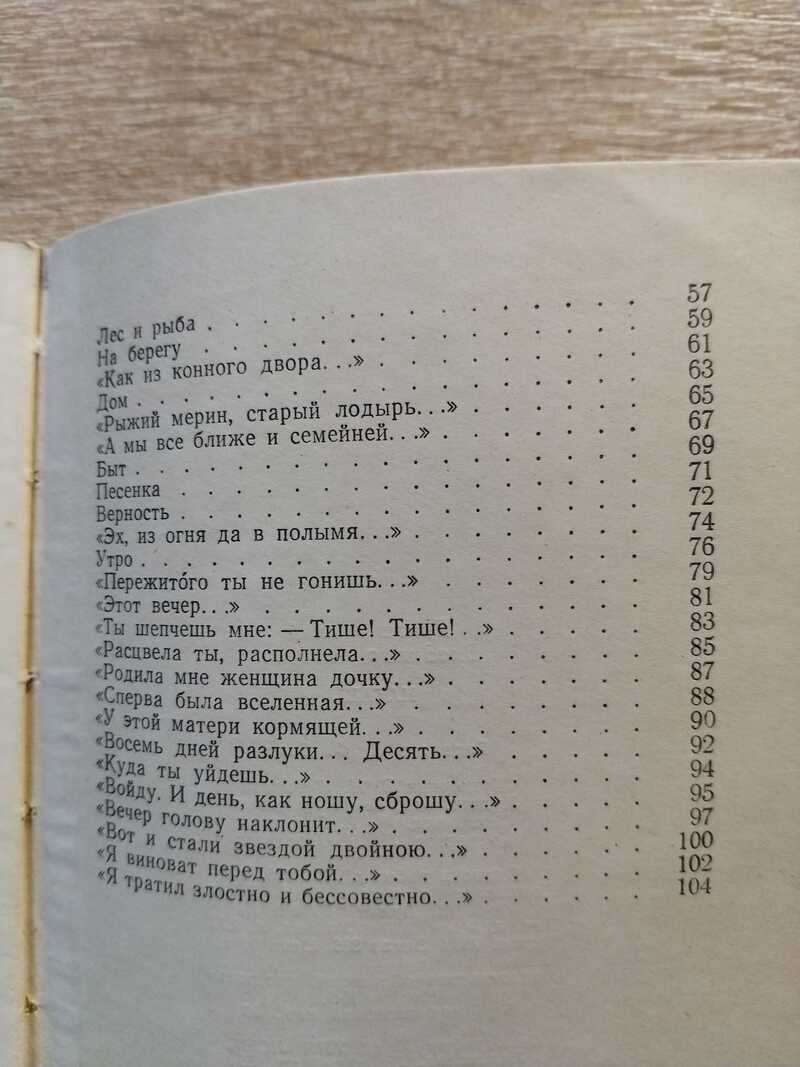 Лес и рыба . . . . . . . . . . . . . 57
На берегу . . . . . . . . . . . . . 59
«Как из конного двора. . .» . . . . . . . . 61
Дом . . . . . . . . . . . . . . . 63
«Рыжий мерин, старый лодырь. . .» . . . . . . 65
«А мы все ближе и семейней. . .» . . . . . . . 67
Быт . . . . . . . . . . . . . . . 69
Песенка . . . . . . . . . . . . . . 71
Верность . . . . . . . . . . . . . . 72
«Эх, из огня да в полымя. . .» . . . . . . . . 74
Утро . . . . . . . . . . . . . . . 76
«Пережито́го ты не гонишь. . .» . . . . . . . 79
«Этот вечер. . .» . . . . . . . . . . . . 81
«Ты шепчешь мне: — Тише! Тише! . .» . . . . . 83
«Расцвела ты, располнела. . .» . . . . . . . 85
«Родила мне женщина дочку. . .» . . . . . . . 87
«Сперва была вселенная. . .» . . . . . . . . 88
«У этой матери кормящей. . .» . . . . . . . . 90
«Восемь дней разлуки. . . Десять. . .» . . . . . 92
«Куда ты уйдешь. . .» . . . . . . . . . . 94
«Войду. И день, как ношу, сброшу. . .» . . . . . 95
«Вечер голову наклонит. . .» . . . . . . . . 97
«Вот и стали звездой двойною. . .» . . . . . . 100
«Я виноват перед тобой. . .» . . . . . . . . 102
«Я тратил злостно и бессовестно. . .» . . . . . . 104